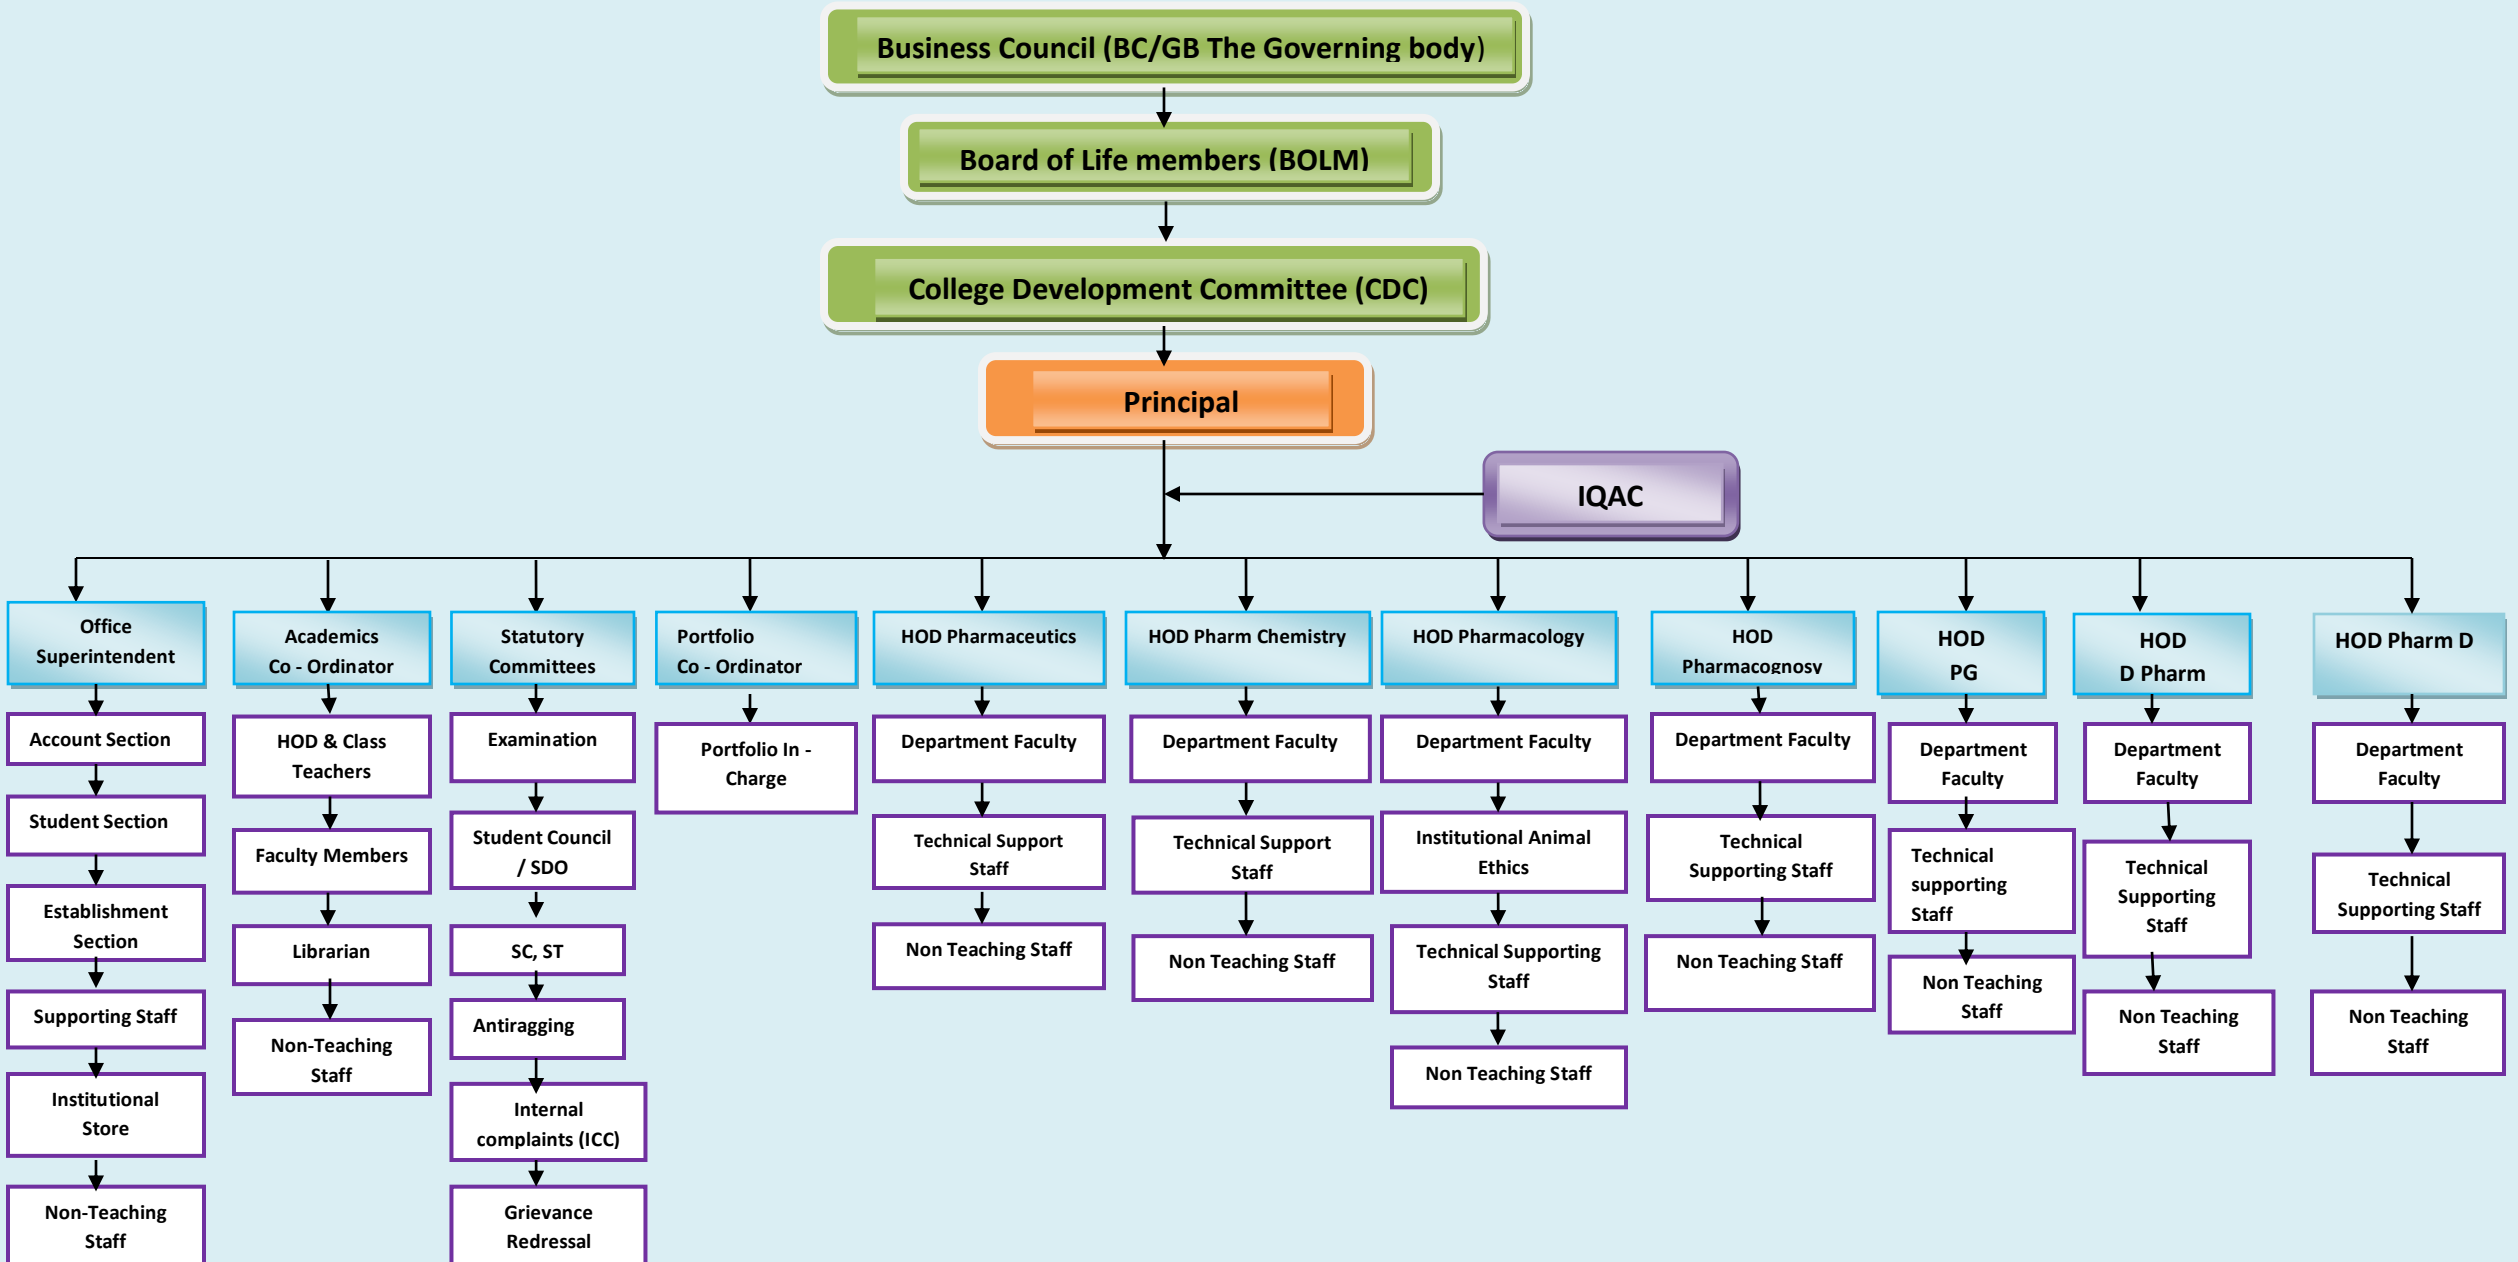 Business Council (BC/GB The Governing body)
Board of Life members (BOLM)
College Development Committee (CDC)
Principal
IQAC
Office
Superintendent
Account Section
Student Section
Establishment
Section
Supporting Staff
Institutional
Store
Non-Teaching
Staff
Academics
Co - Ordinator
HOD & Class
Teachers
Faculty Members
Librarian
Non-Teaching
Staff
Statutory
Committees
Examination
Student Council
/ SDO
SC, ST
Antiragging
Internal
complaints (ICC)
Grievance
Redressal
Portfolio
Co - Ordinator
Portfolio In -
Charge
HOD Pharmaceutics
Department Faculty
Technical Support
Staff
Non Teaching Staff
HOD Pharm Chemistry
Department Faculty
Technical Support
Staff
Non Teaching Staff
HOD Pharmacology
Department Faculty
Institutional Animal
Ethics
Technical Supporting
Staff
Non Teaching Staff
HOD
Pharmacognosy
Department Faculty
Technical
Supporting Staff
Non Teaching Staff
HOD
PG
Department
Faculty
Technical
supporting
Staff
Non Teaching
Staff
HOD
D Pharm
Department
Faculty
Technical
Supporting
Staff
Non Teaching
Staff
HOD Pharm D
Department
Faculty
Technical
Supporting Staff
Non Teaching
Staff